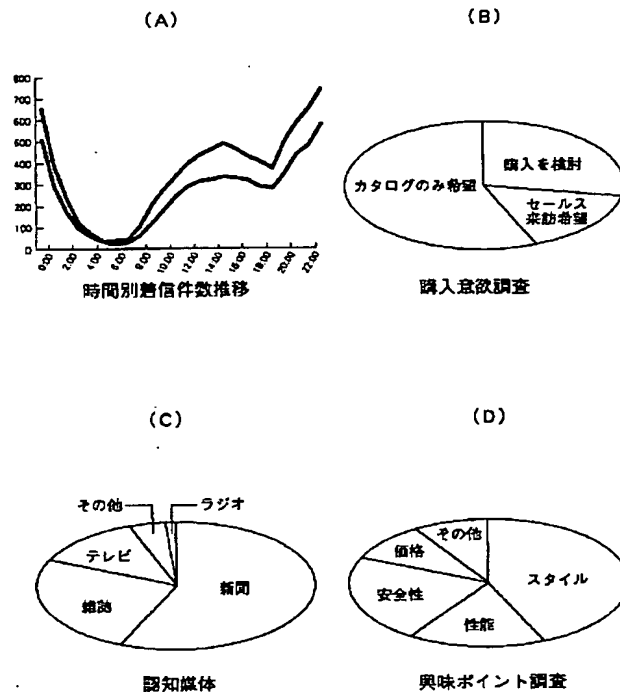 (A)
800
700
600
500
400
300
200
100
0
0:00
2:00
4:00
6:00
8:00
10:00
12:00
14:00
16:00
18:00
20:00
22:00
時間別着信件数推移
(B)
購入を検討
カタログのみ希望
セールス
来訪希望
購入意欲調査
(C)
その他
ラジオ
テレビ
新聞
雑誌
認知媒体
(D)
その他
価格
スタイル
安全性
性能
興味ポイント調査